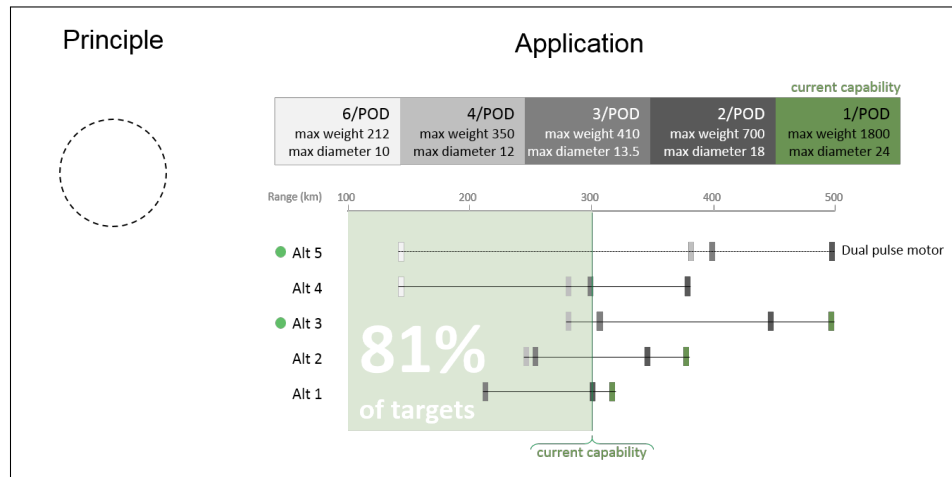 Principle
Application
current capability
6/POD
max weight 212
max diameter 10
4/POD
max weight 350
max diameter 12
3/POD
max weight 410
max diameter 13.5
2/POD
max weight 700
max diameter 18
1/POD
max weight 1800
max diameter 24
Range (km)
100
200
300
400
500
Alt 5
Dual pulse motor
Alt 4
Alt 3
Alt 2
Alt 1
81%
of targets
current capability